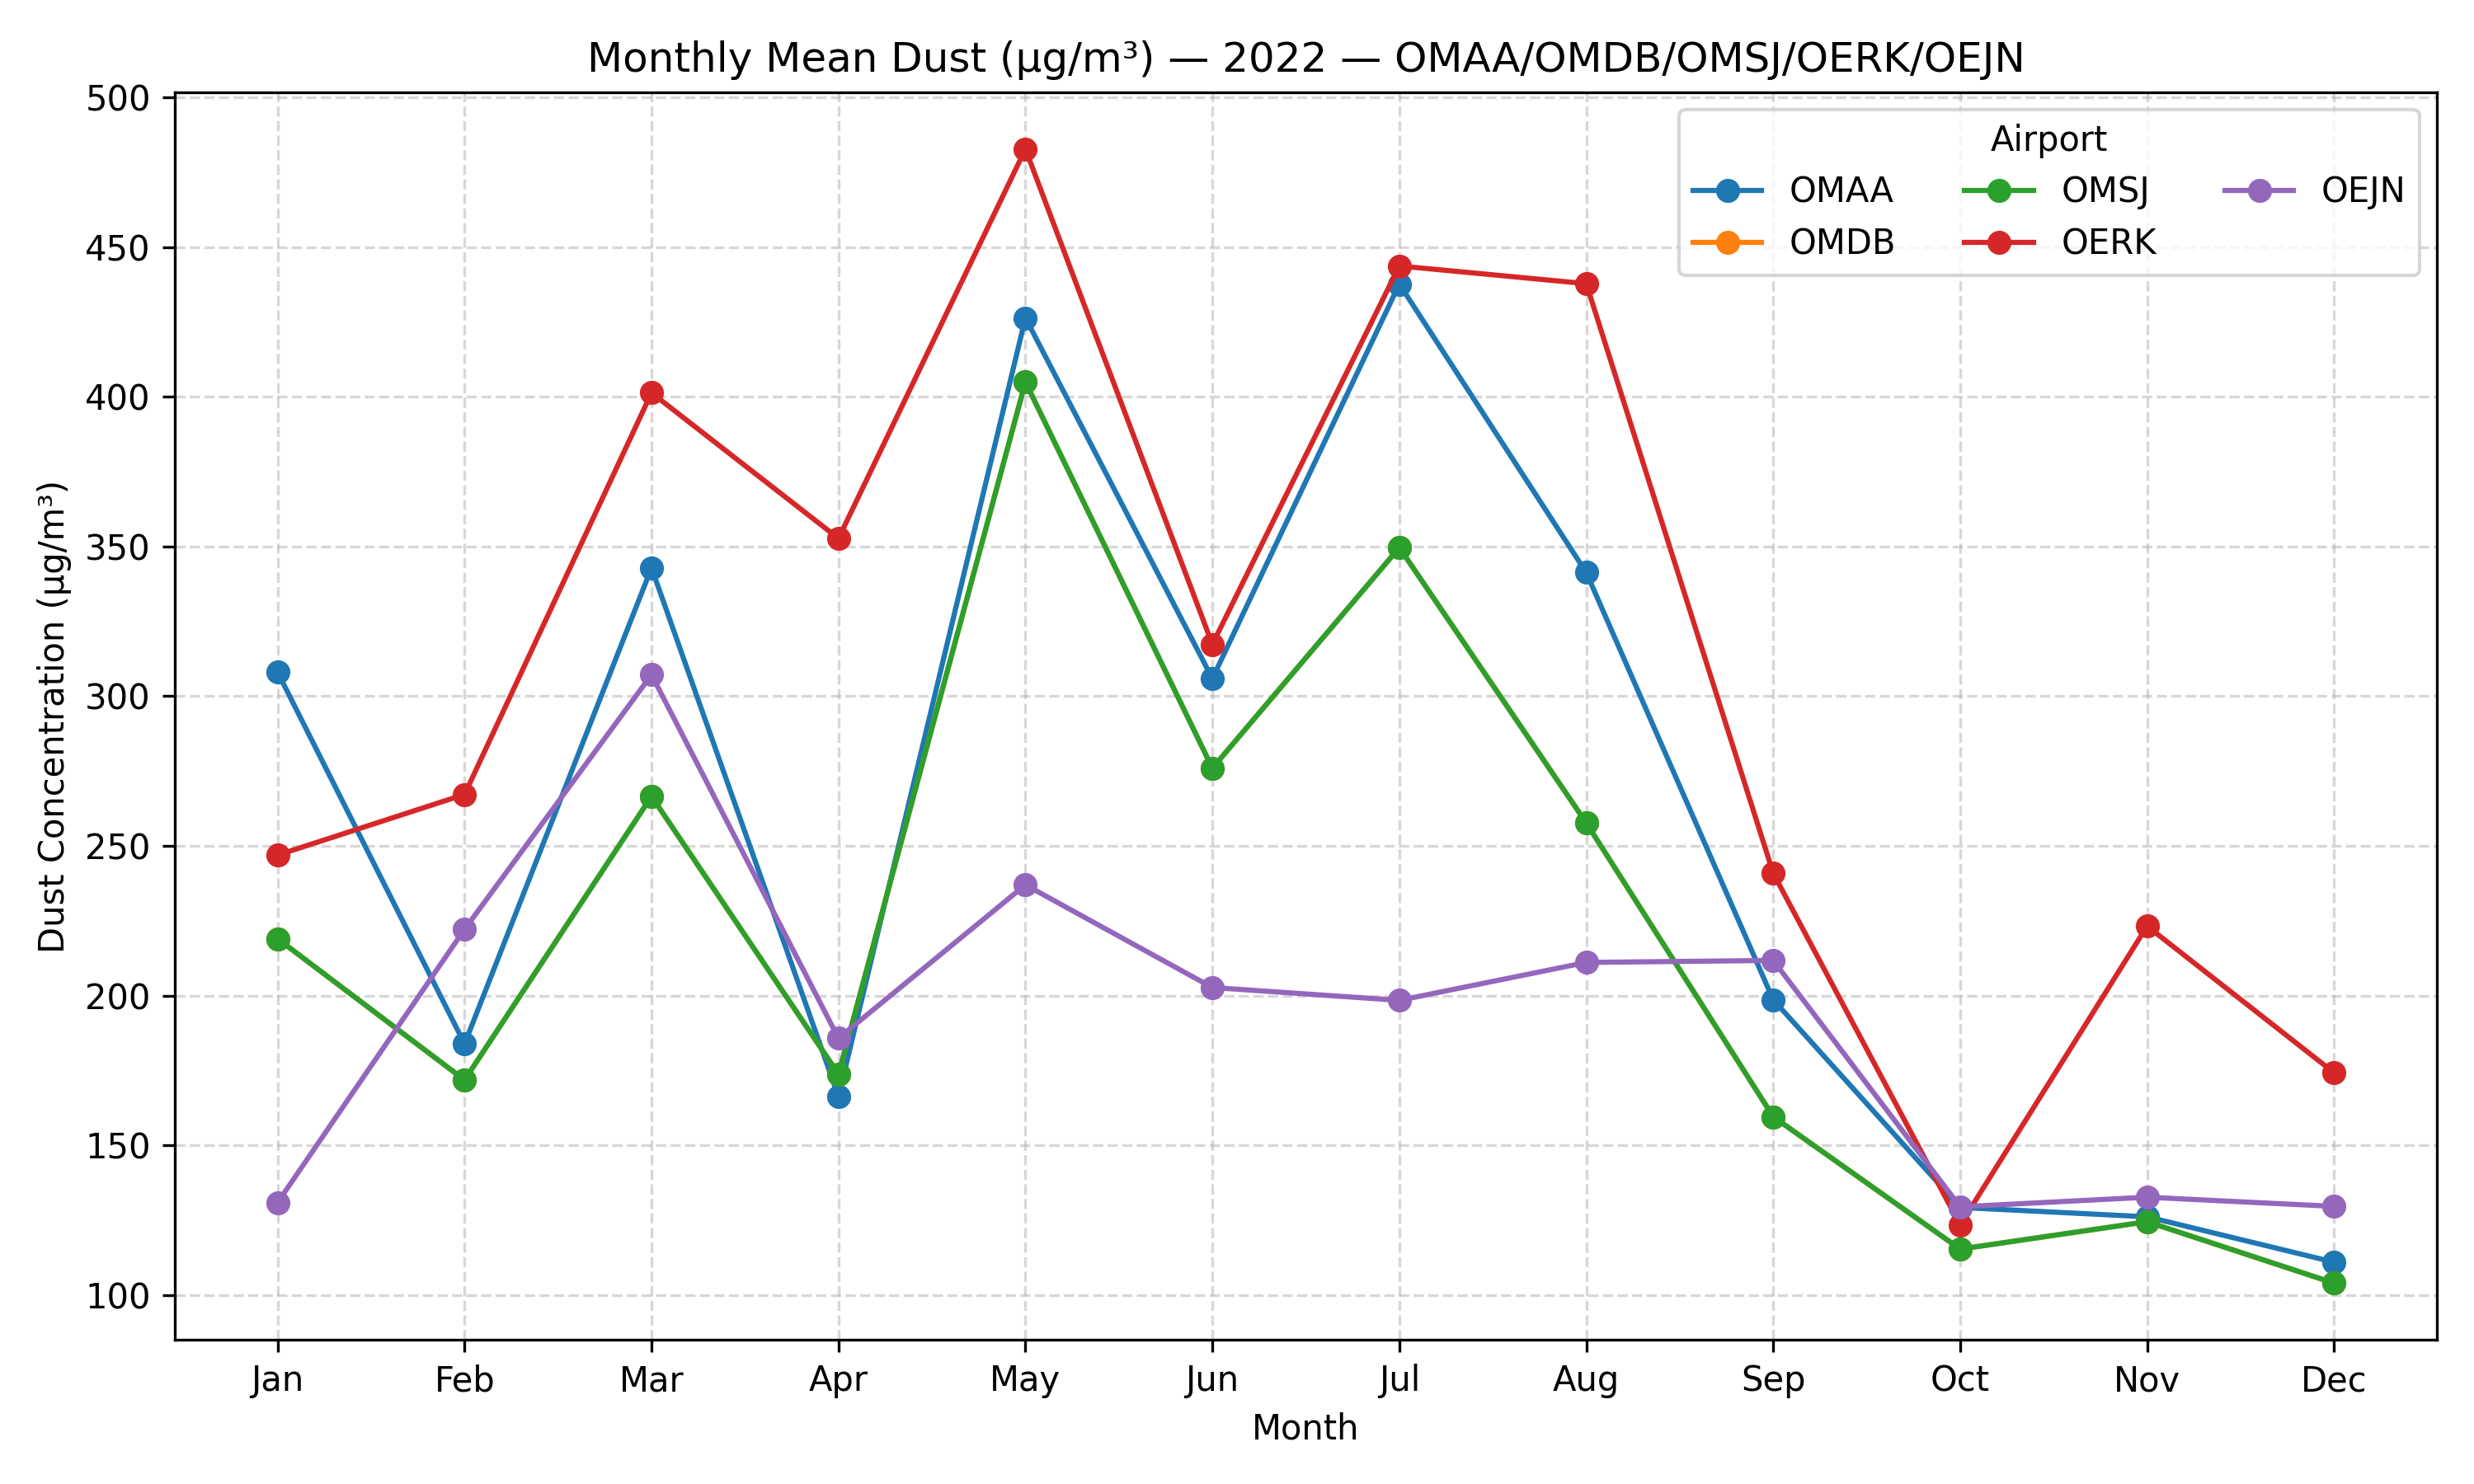 Monthly Mean Dust (µg/m³) — 2022 — OMAA/OMDB/OMSJ/OERK/OEJN
Airport
OMAA OMSJ OEJN
OMDB OERK
Dust Concentration (µg/m³)
500
450
400
350
300
250
200
150
100
Jan Feb Mar Apr May Jun Jul Aug Sep Oct Nov Dec
Month